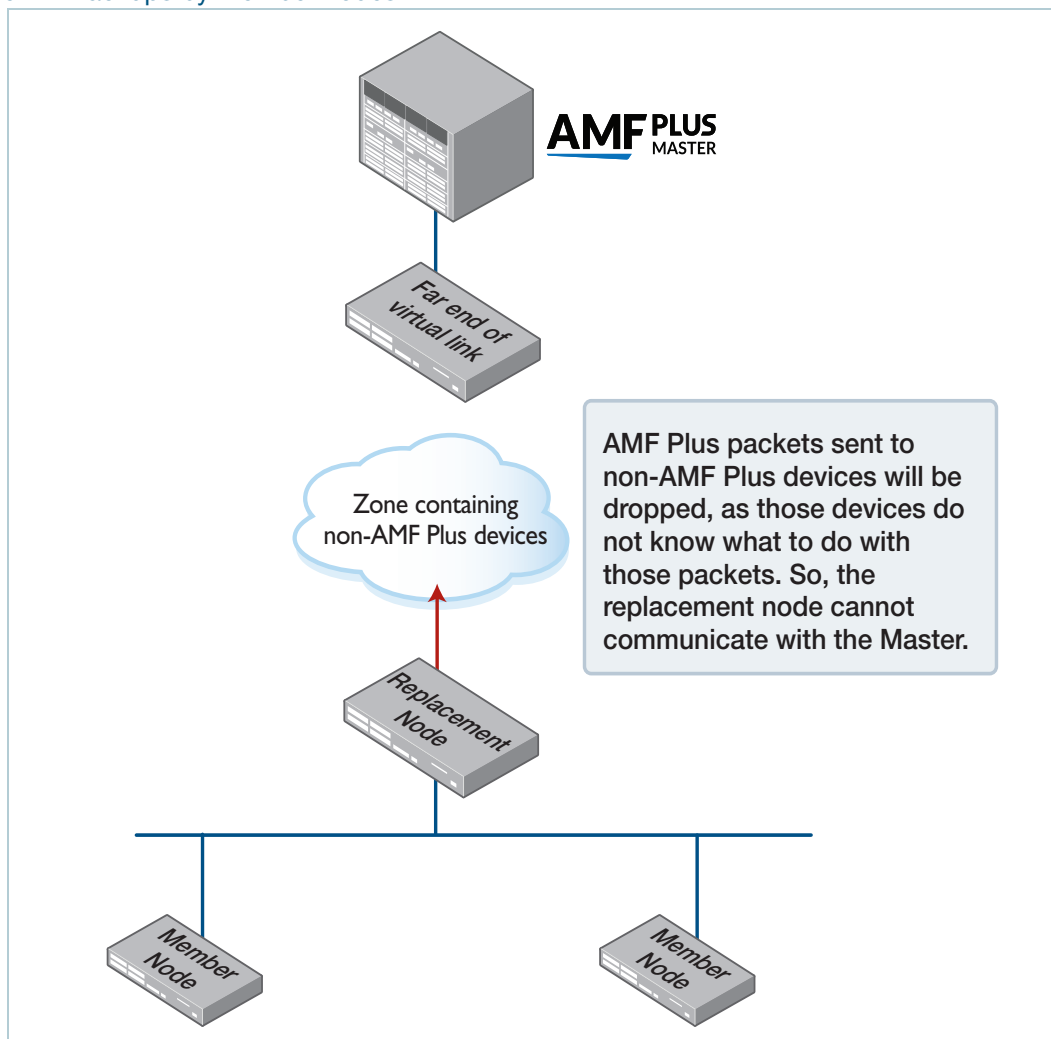 AMF PLUS
MASTER
Far end of
virtual link
Zone containing
non-AMF Plus devices
AMF Plus packets sent to
non-AMF Plus devices will be
dropped, as those devices do
not know what to do with
those packets. So, the
replacement node cannot
communicate with the Master.
Replacement
Node
Member
Node
Member
Node